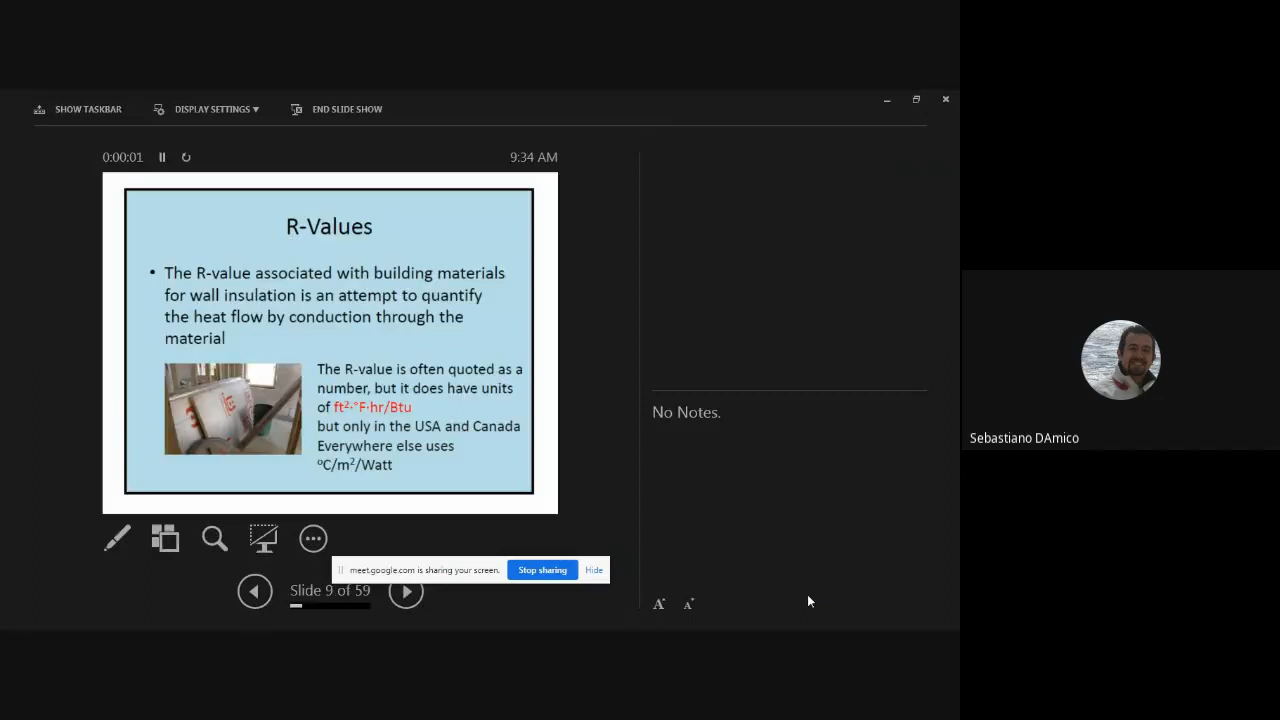 SHOW TASKBAR
DISPLAY SETTINGS
END SLIDE SHOW
0:00:01
9:34 AM
R-Values
• The R-value associated with building materials
for wall insulation is an attempt to quantify
the heat flow by conduction through the
material
The R-value is often quoted as a
number, but it does have units
of ft²·°F·hr/Btu
but only in the USA and Canada
Everywhere else uses
°C/m²/Watt
No Notes.
Sebastiano DAmico
meet.google.com is sharing your screen.
Stop sharing
Hide
Slide 9 of 59
A
A